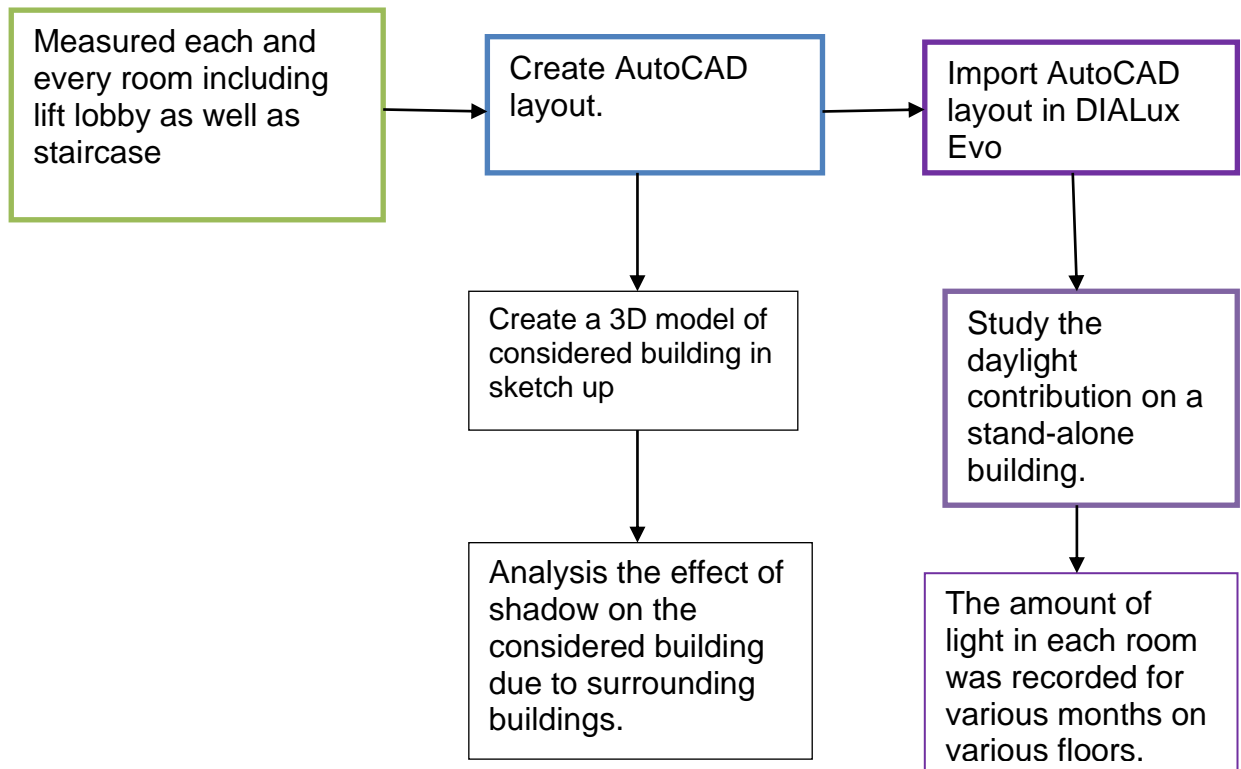 Measured each and
every room including
lift lobby as well as
staircase
Create AutoCAD
layout.
Import AutoCAD
layout in DIALux
Evo
Create a 3D model of
considered building in
sketch up
Study the
daylight
contribution on a
stand-alone
building.
Analysis the effect of
shadow on the
considered building
due to surrounding
buildings.
The amount of
light in each room
was recorded for
various months on
various floors.